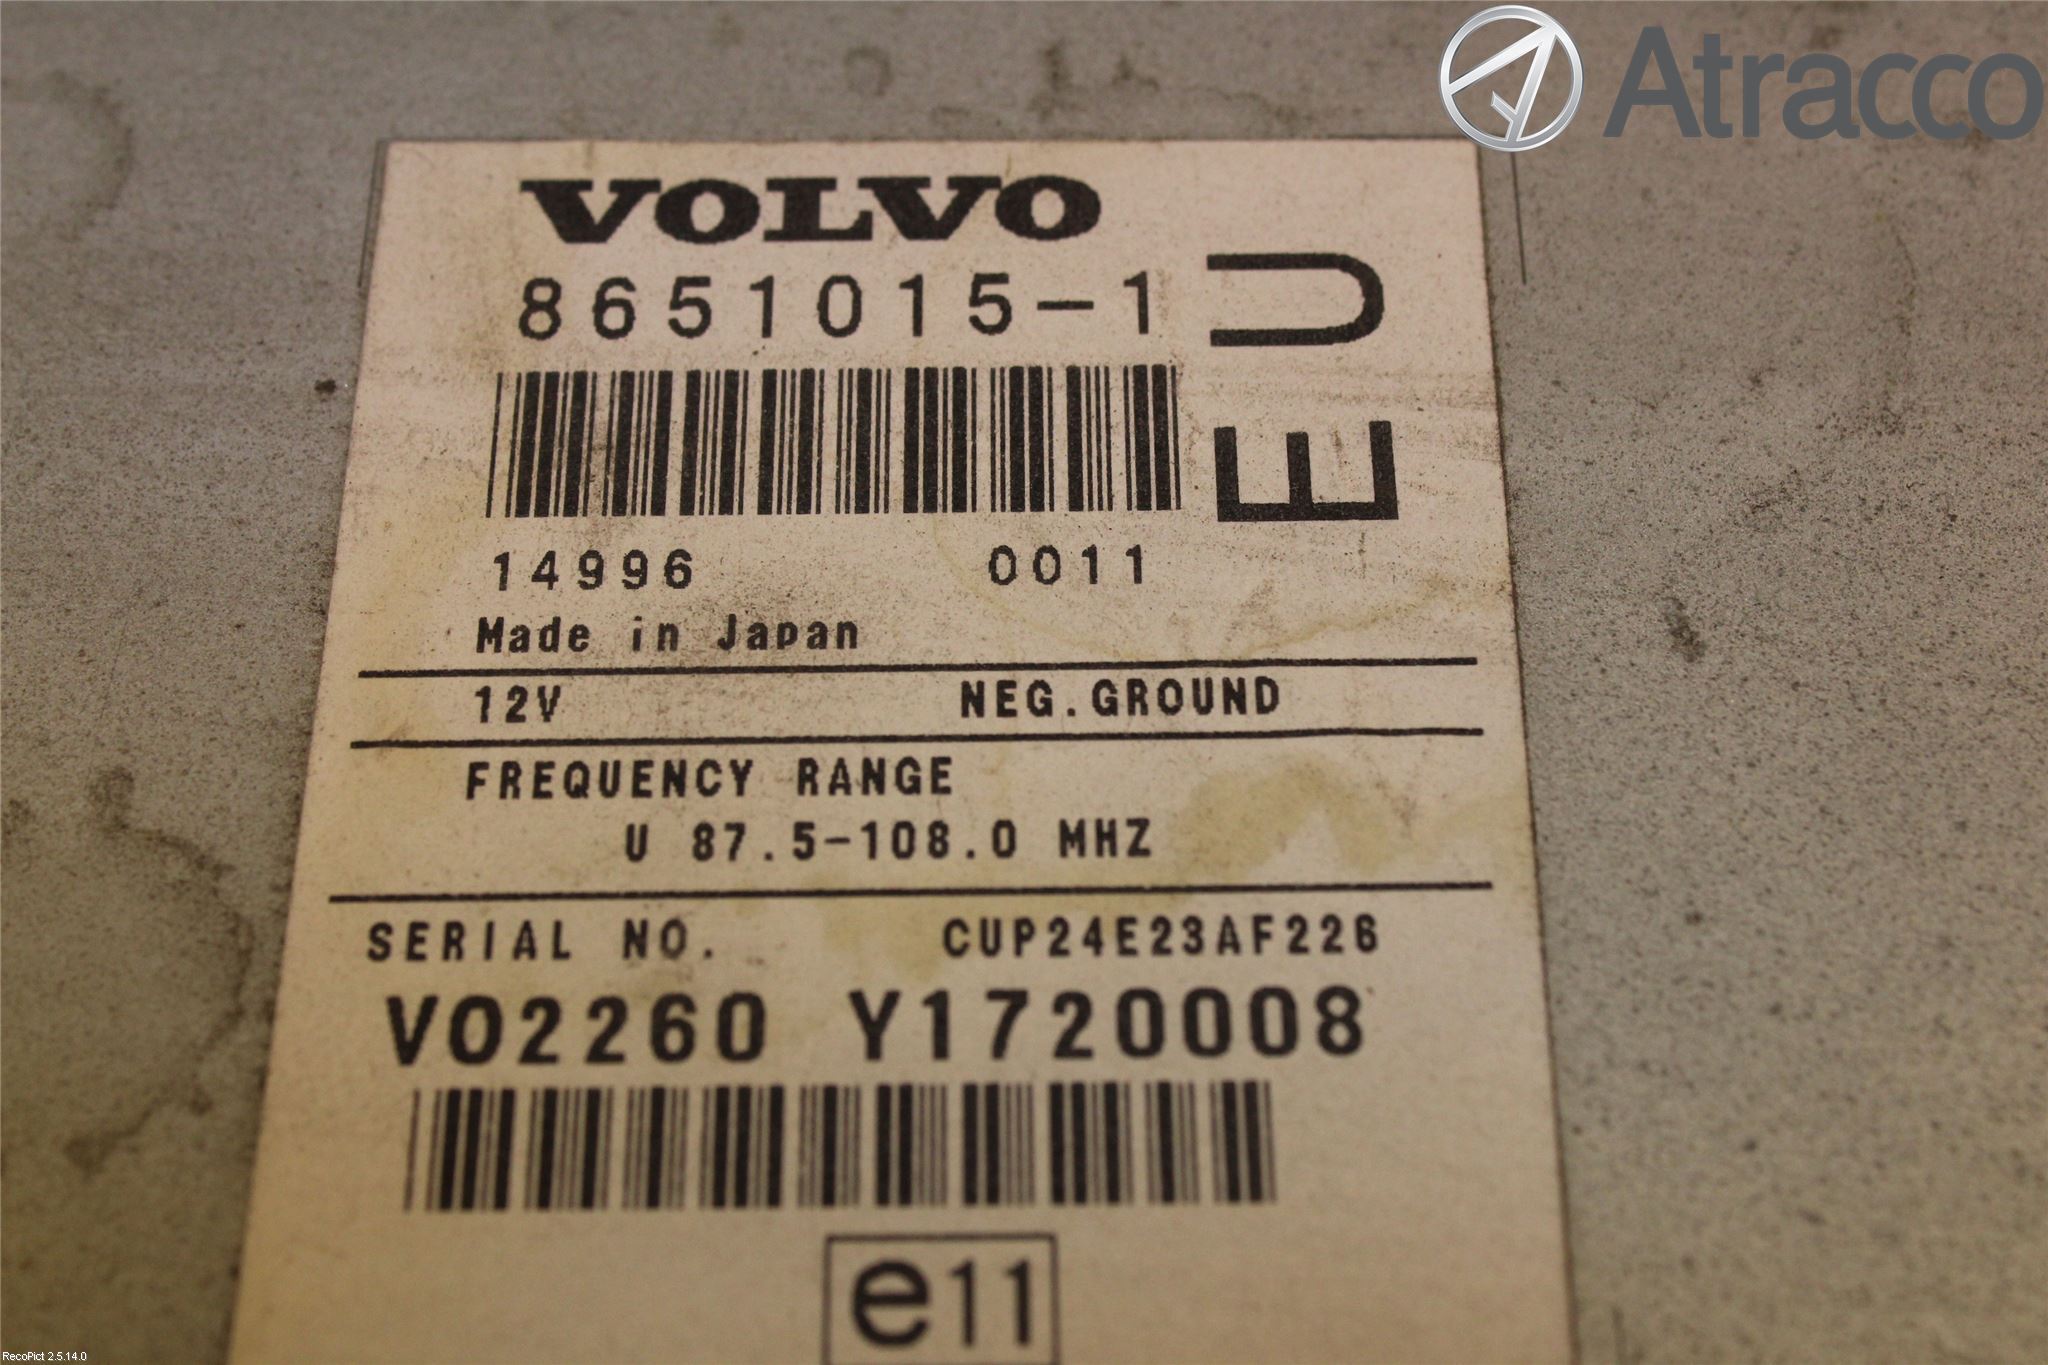 Atracco
VOLVO
8651015-1
EU
14996 0011
Made in Japan
12V NEG.GROUND
FREQUENCY RANGE
U 87.5-108.0 MHZ
SERIAL NO. CUP24E23AF226
VO2260 Y1720008
e11
RecoPict 2.5.14.0